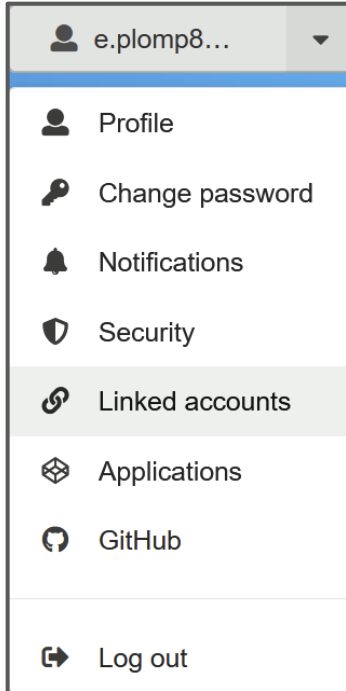 e.plomp8...
Profile
Change password
Notifications
Security
Linked accounts
Applications
GitHub
Log out